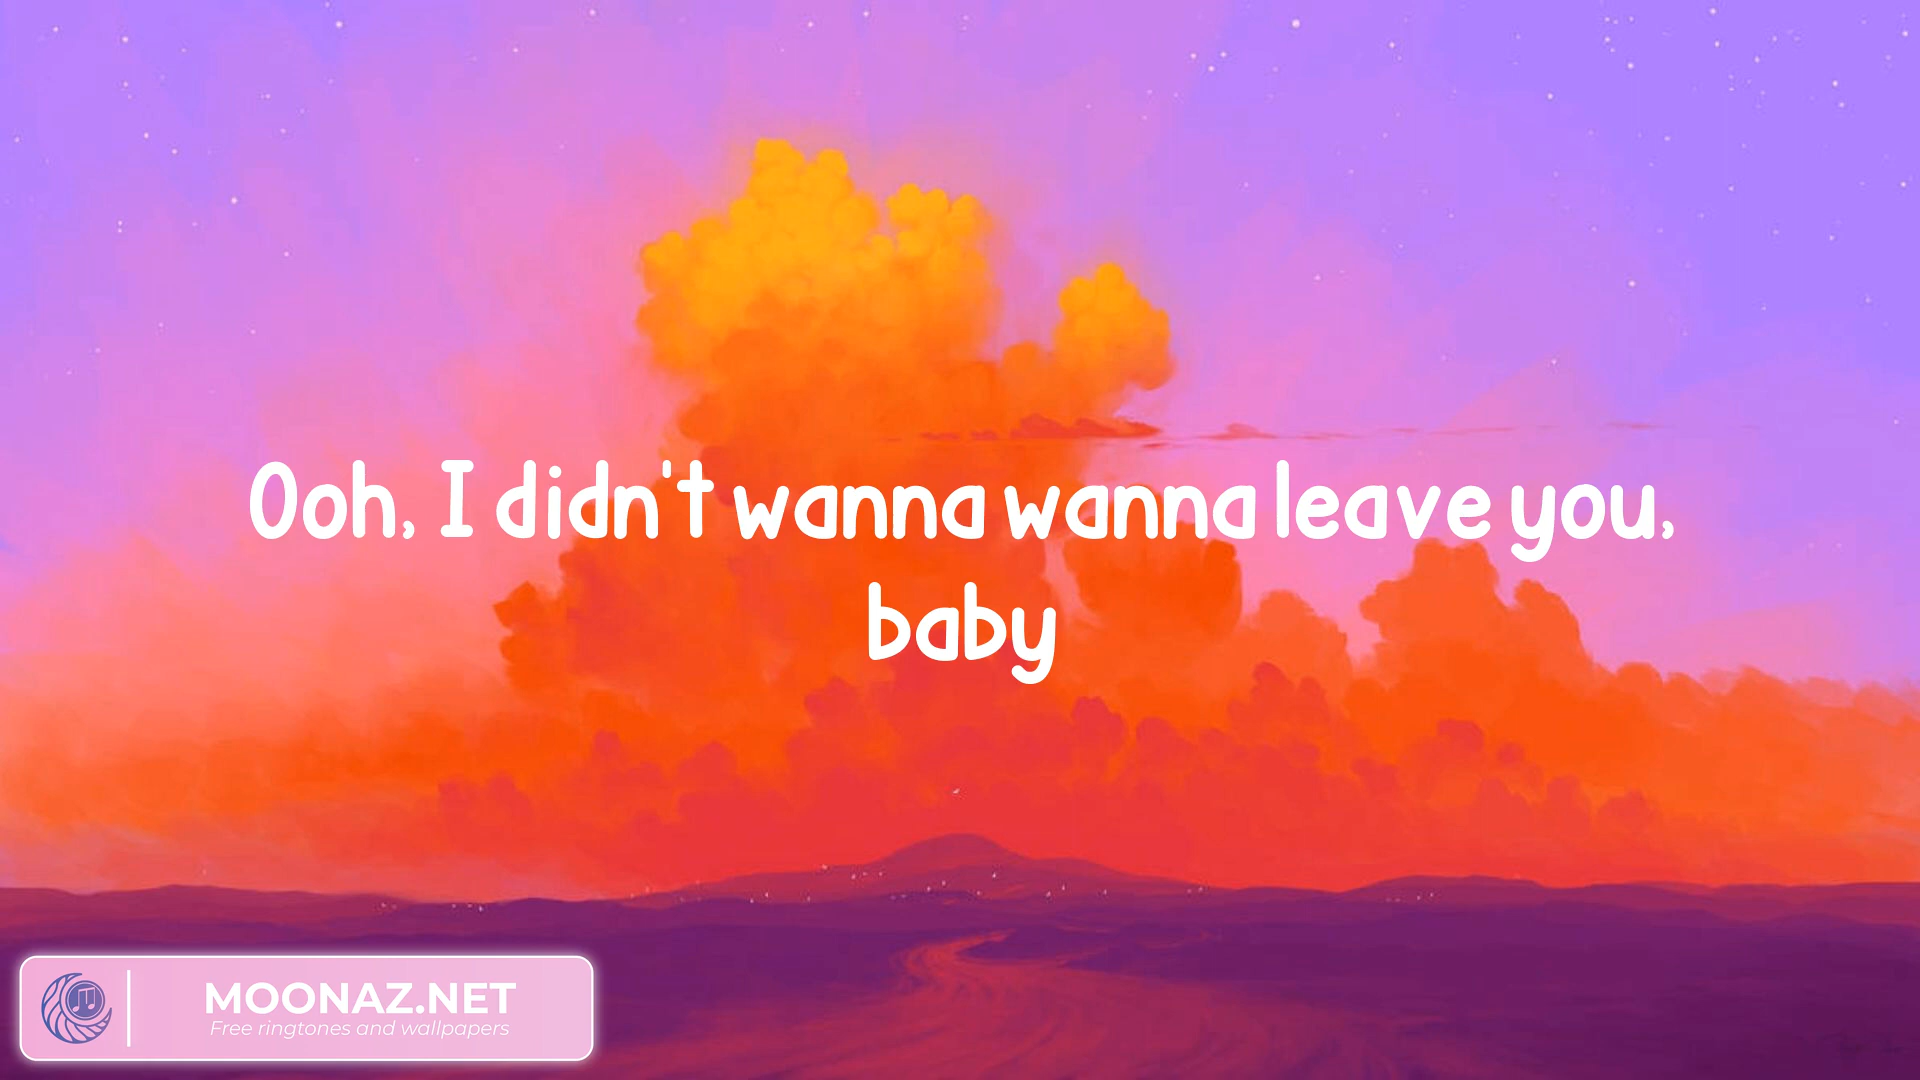 Ooh, I didn't wanna wanna leave you,
baby
MOONAZ.NET
Free ringtones and wallpapers